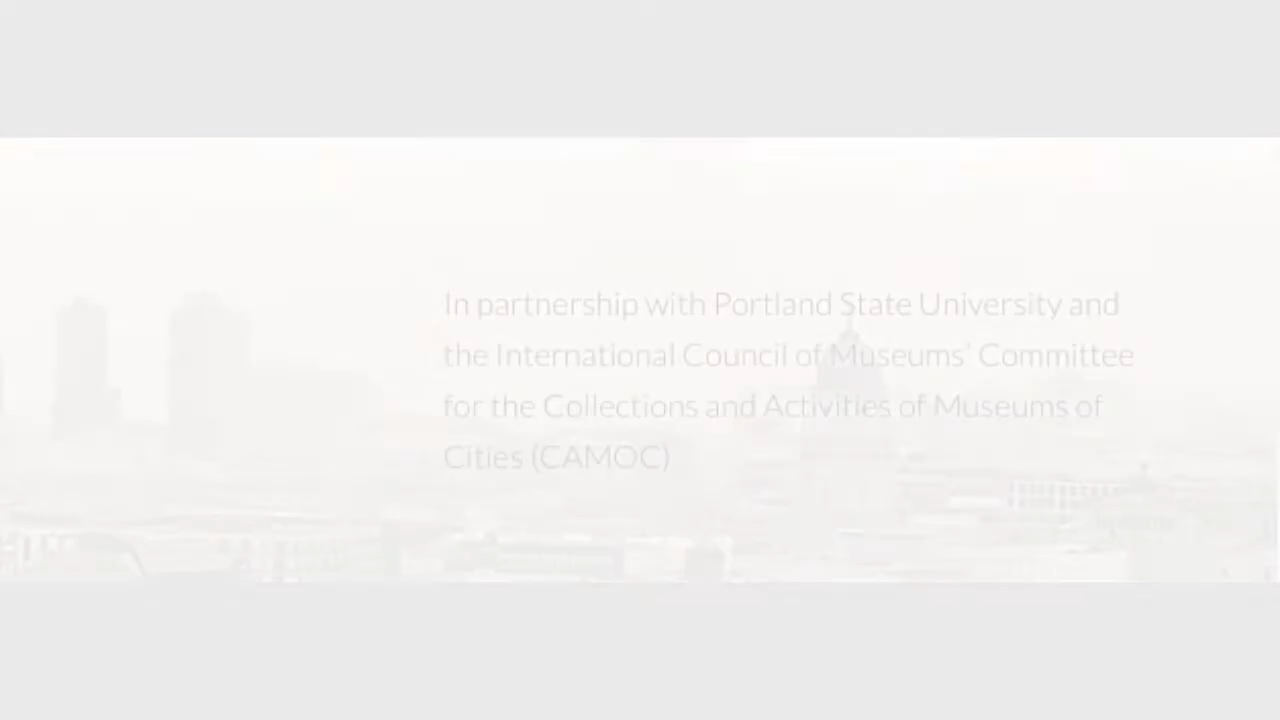 In partnership with Portland State University and
the International Council of Museums' Committee
for the Collections and Activities of Museums of
Cities (CAMOC)